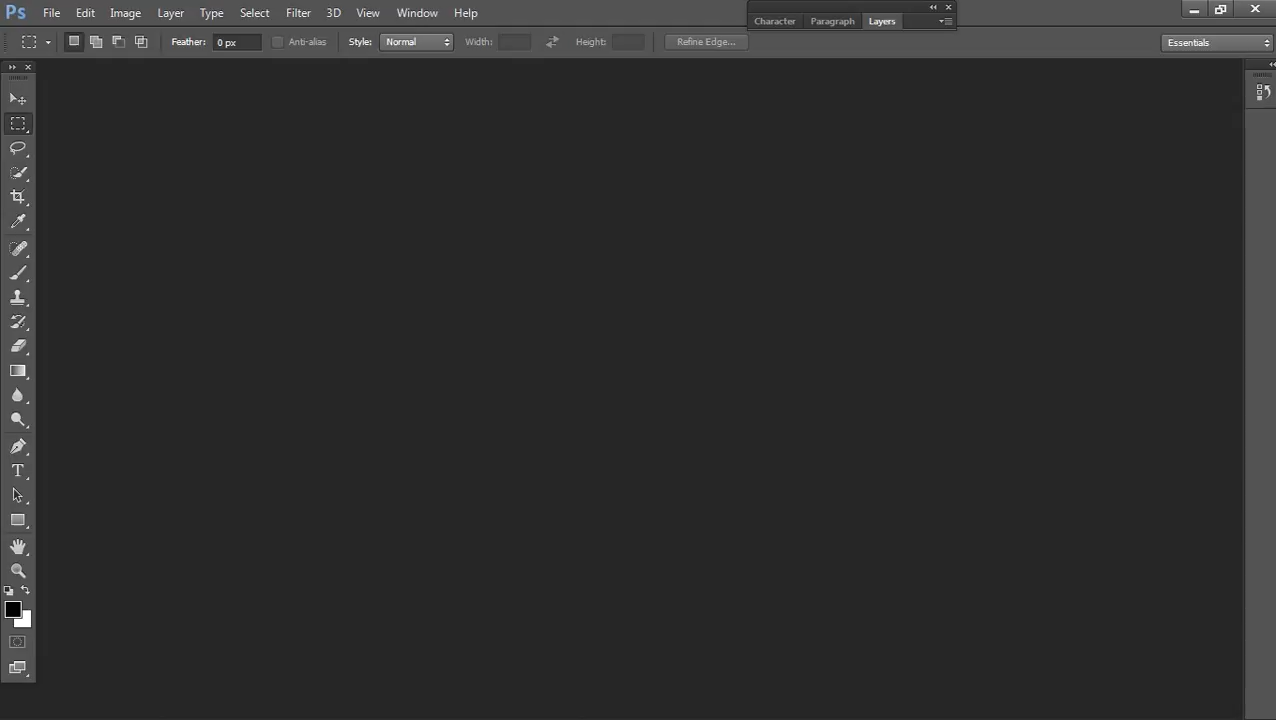 Ps File Edit Image Layer Type Select Filter 3D View Window Help
Character Paragraph Layers
Feather: 0 px Anti-alias Style: Normal Width: Height: Refine Edge... Essentials
T